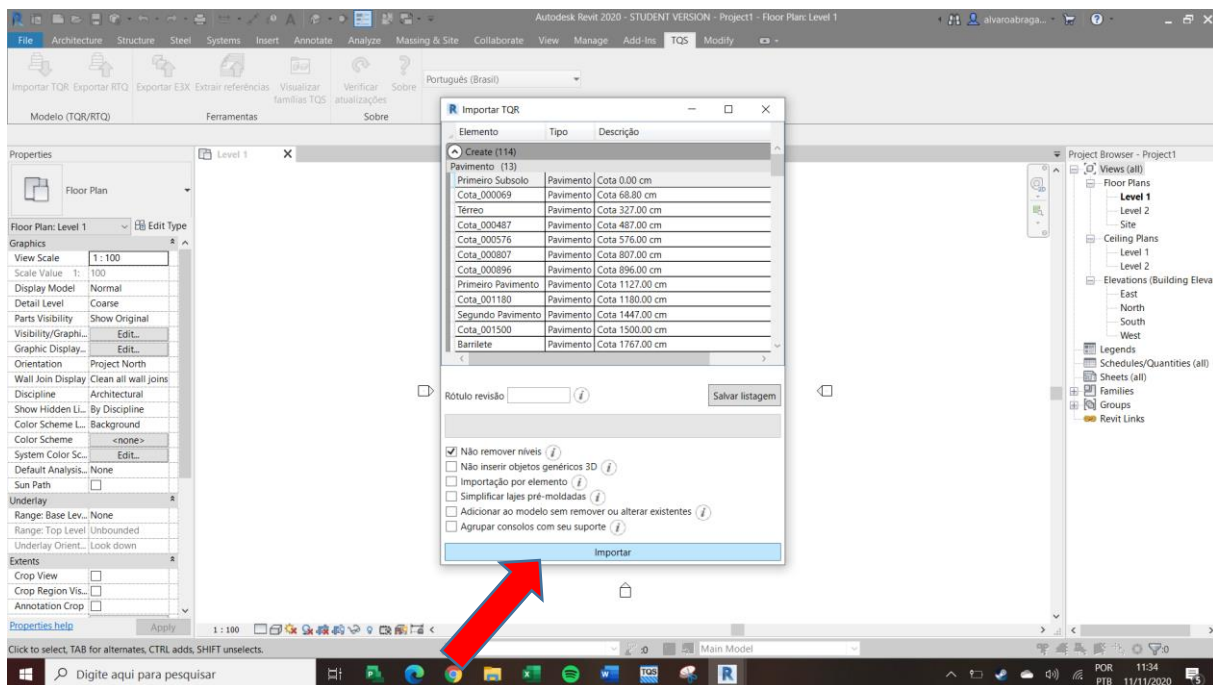 Autodesk Revit 2020 - STUDENT VERSION - Project1 - Floor Plan: Level 1
alvaroabraga...
File Architecture Structure Steel Systems Insert Annotate Analyze Massing & Site Collaborate View Manage Add-Ins TQS Modify
Importar TQR Exportar RTQ Exportar E3X Extrair referências Visualizar famílias TQS Verificar atualizações Sobre
Português (Brasil)
Modelo (TQR/RTQ) Ferramentas Sobre
Properties
Floor Plan
Floor Plan: Level 1 Edit Type
Graphics
View Scale 1 : 100
Scale Value 1: 100
Display Model Normal
Detail Level Coarse
Parts Visibility Show Original
Visibility/Graphi... Edit...
Graphic Display... Edit...
Orientation Project North
Wall Join Display Clean all wall joins
Discipline Architectural
Show Hidden Li... By Discipline
Color Scheme L... Background
Color Scheme <none>
System Color Sc... Edit...
Default Analysis... None
Sun Path
Underlay
Range: Base Lev... None
Range: Top Level Unbounded
Underlay Orient... Look down
Extents
Crop View
Crop Region Vis...
Annotation Crop
Properties help Apply
Level 1
Importar TQR
Elemento Tipo Descrição
Create (114)
Pavimento (13)
Primeiro Subsolo Pavimento Cota 0.00 cm
Cota_000069 Pavimento Cota 68.80 cm
Térreo Pavimento Cota 327.00 cm
Cota_000487 Pavimento Cota 487.00 cm
Cota_000576 Pavimento Cota 576.00 cm
Cota_000807 Pavimento Cota 807.00 cm
Cota_000896 Pavimento Cota 896.00 cm
Primeiro Pavimento Pavimento Cota 1127.00 cm
Cota_001180 Pavimento Cota 1180.00 cm
Segundo Pavimento Pavimento Cota 1447.00 cm
Cota_001500 Pavimento Cota 1500.00 cm
Barrilete Pavimento Cota 1767.00 cm
Rótulo revisão Salvar listagem
Não remover níveis
Não inserir objetos genéricos 3D
Importação por elemento
Simplificar lajes pré-moldadas
Adicionar ao modelo sem remover ou alterar existentes
Agrupar consolos com seu suporte
Importar
Project Browser - Project1
Views (all)
Floor Plans
Level 1
Level 2
Site
Ceiling Plans
Level 1
Level 2
Elevations (Building Eleva
East
North
South
West
Legends
Schedules/Quantities (all)
Sheets (all)
Families
Groups
Revit Links
1 : 100
Click to select, TAB for alternates, CTRL adds, SHIFT unselects.
:0 Main Model :0
Digite aqui para pesquisar
TQS
POR 11:34
PTB 11/11/2020